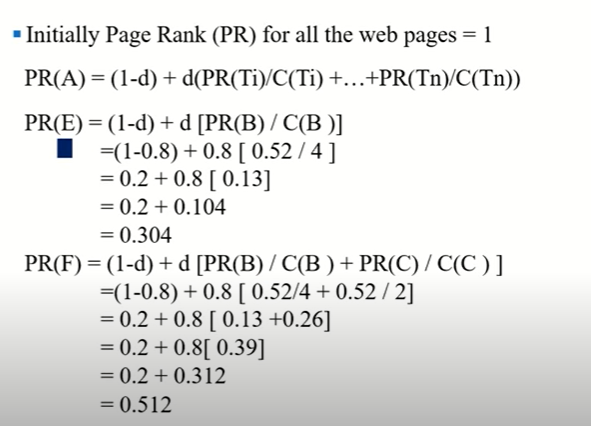 ▪ Initially Page Rank (PR) for all the web pages = 1
PR(A) = (1-d) + d(PR(Ti)/C(Ti) +...+PR(Tn)/C(Tn))
PR(E) = (1-d) + d [PR(B) / C(B )]
=(1-0.8) + 0.8 [ 0.52 / 4 ]
= 0.2 + 0.8 [ 0.13]
= 0.2 + 0.104
= 0.304
PR(F) = (1-d) + d [PR(B) / C(B ) + PR(C) / C(C ) ]
=(1-0.8) + 0.8 [ 0.52/4 + 0.52 / 2]
= 0.2 + 0.8 [ 0.13 +0.26]
= 0.2 + 0.8[ 0.39]
= 0.2 + 0.312
= 0.512